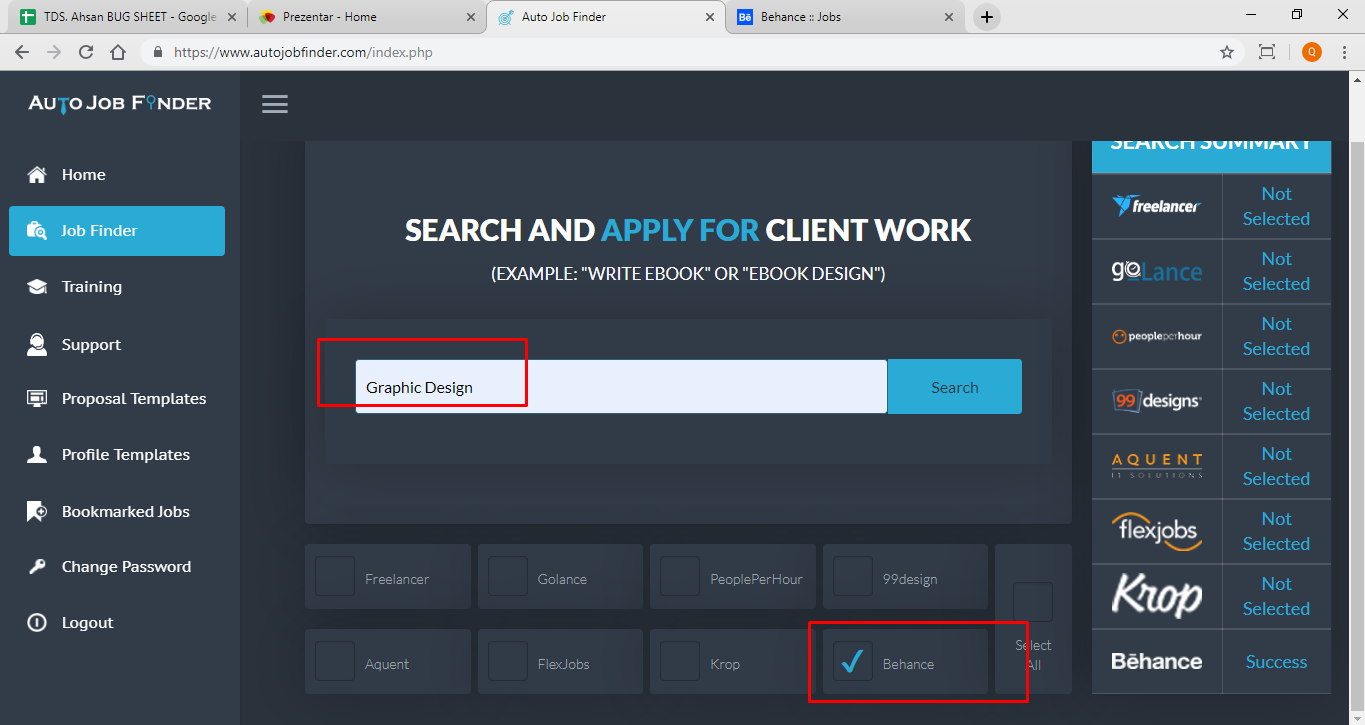 TDS. Ahsan BUG SHEET - Google
Prezentar - Home
Auto Job Finder
Bē
Behance :: Jobs
https://www.autojobfinder.com/index.php
Q
AUTO JOB FINDER
Home
Job Finder
Training
Support
Proposal Templates
Profile Templates
Bookmarked Jobs
Change Password
Logout
SEARCH AND APPLY FOR CLIENT WORK
(EXAMPLE: "WRITE EBOOK" OR "EBOOK DESIGN")
Graphic Design
Search
Freelancer
Golance
PeoplePerHour
99design
Aquent
FlexJobs
Krop
Behance
Select
All
SEARCH SUMMARY
freelancer
Not
Selected
goLance
Not
Selected
peopleperhour
Not
Selected
99designs
Not
Selected
AQUENT
IT SOLUTIONS
Not
Selected
flexjobs
Not
Selected
Krop
Not
Selected
Bēhance
Success